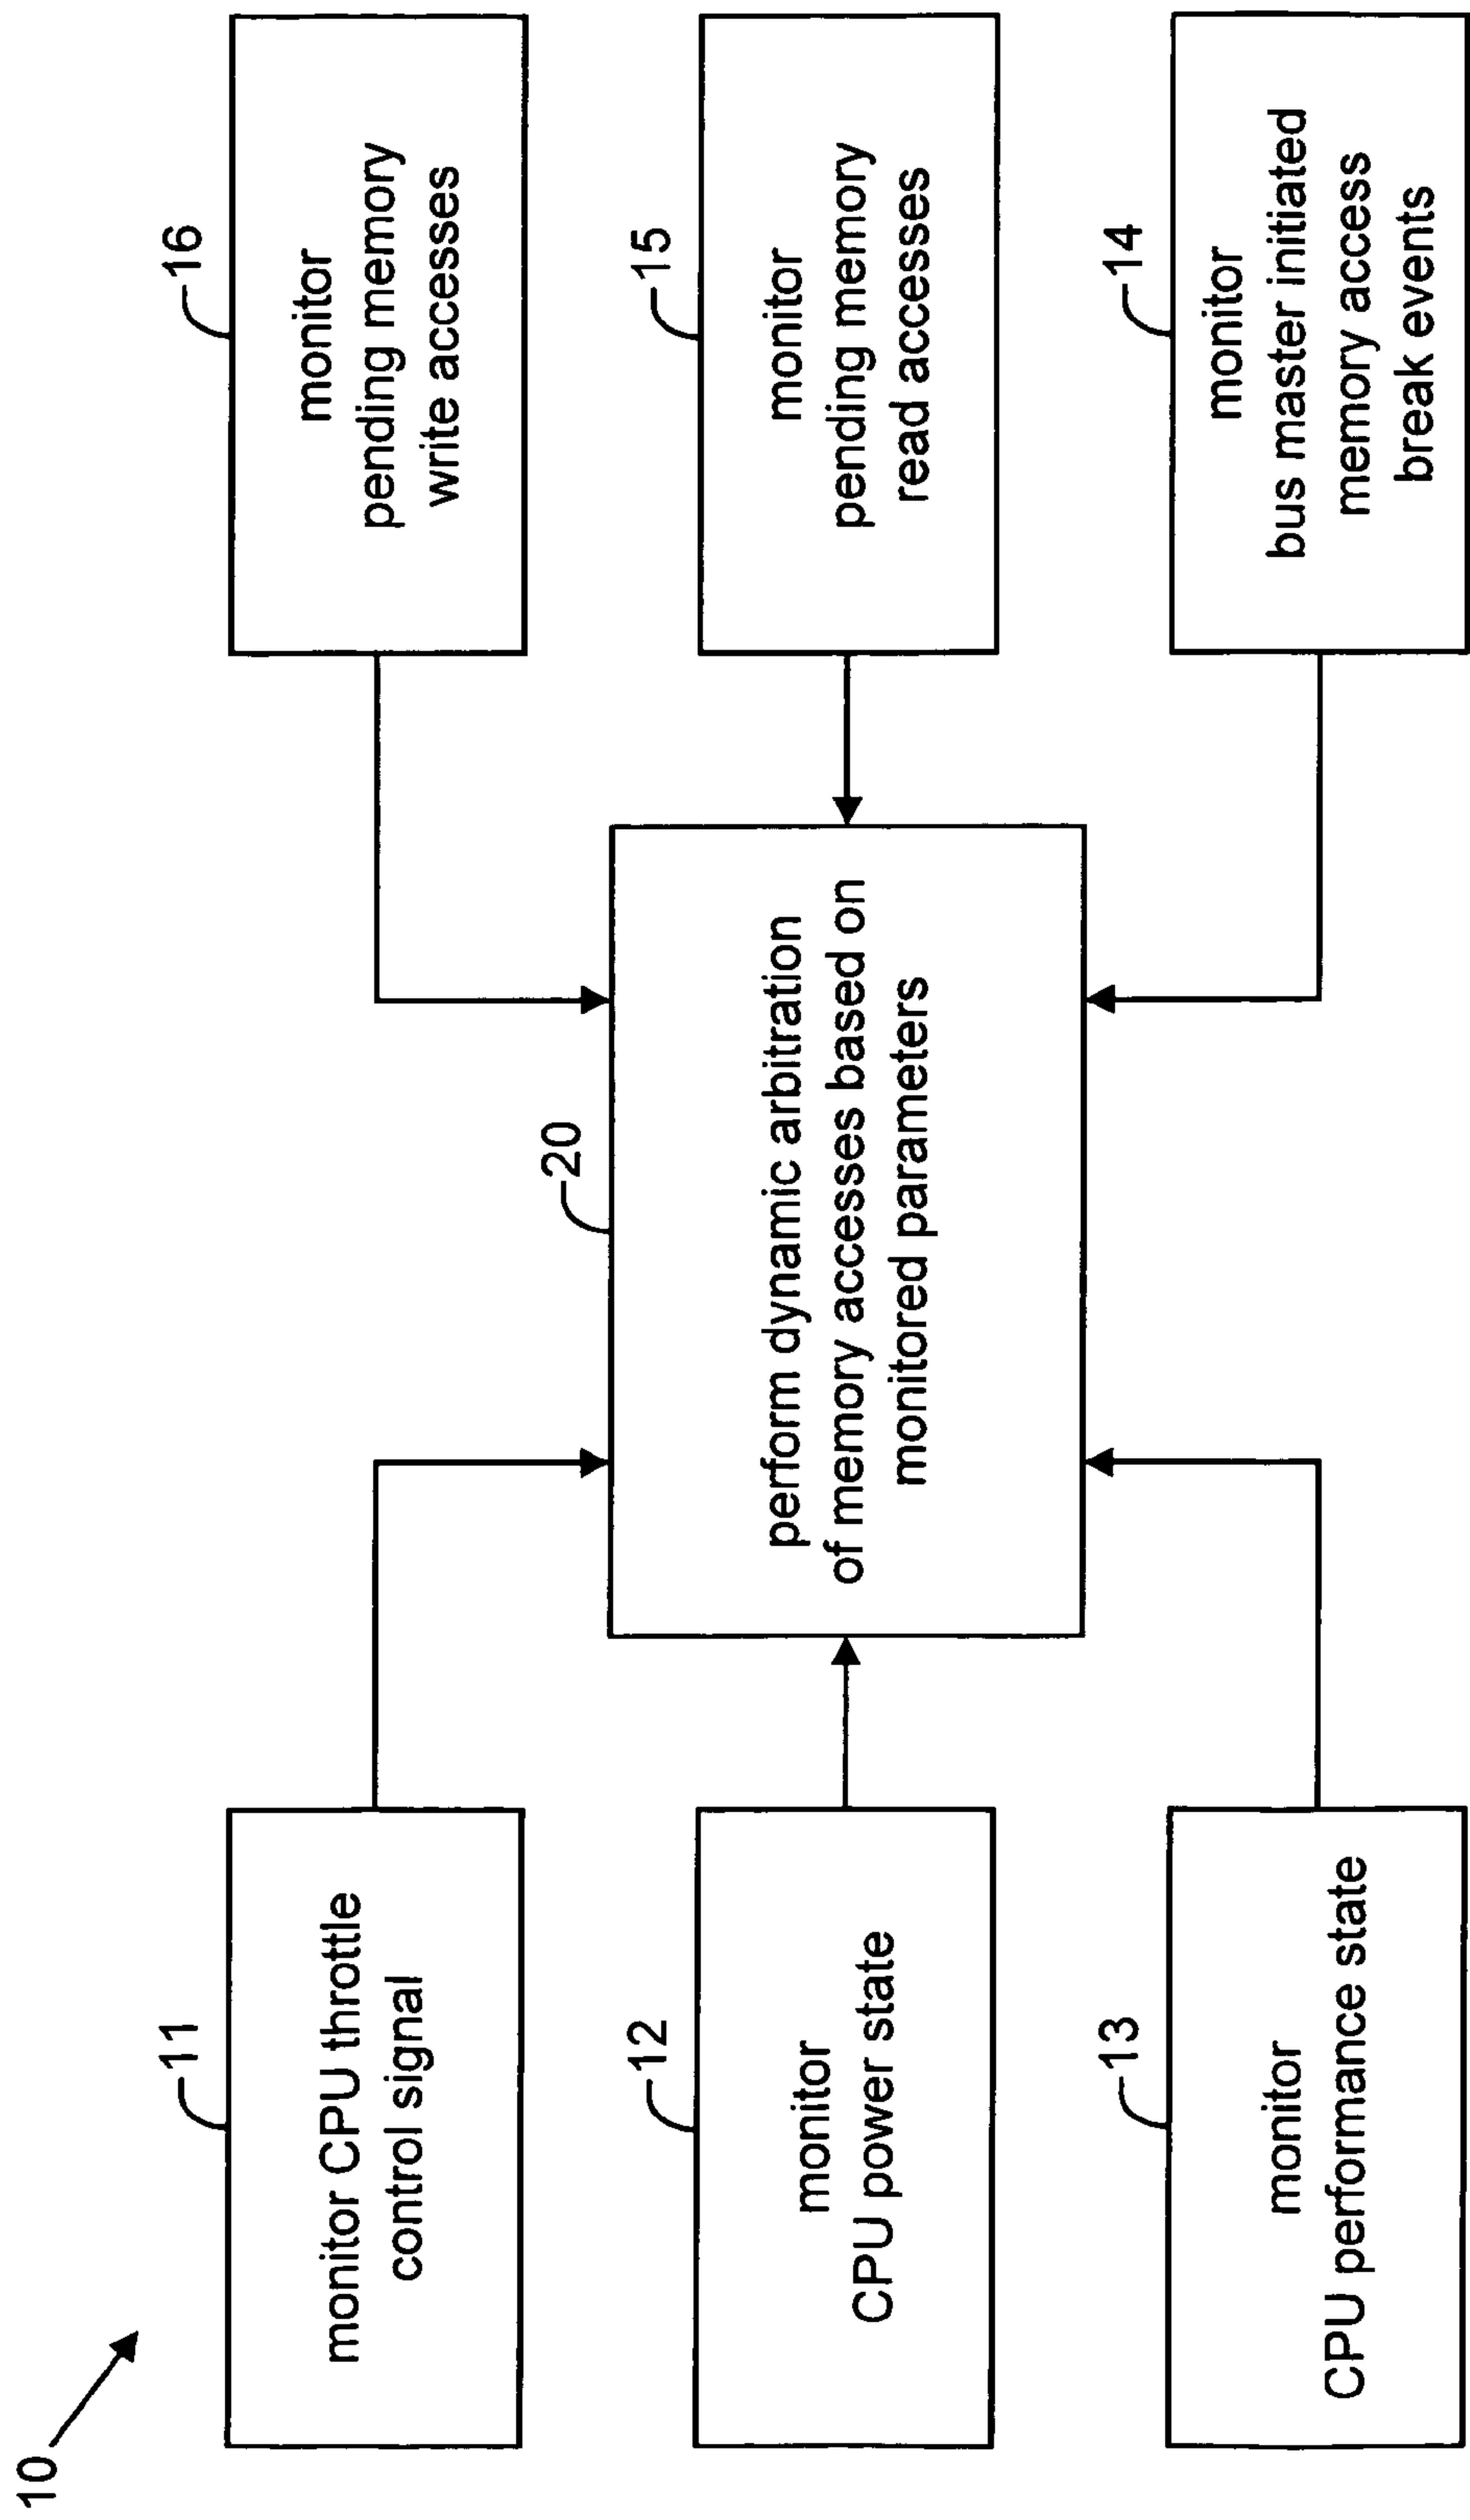 10
11
monitor CPU throttle
control signal
12
monitor
CPU power state
13
monitor
CPU performance state
20
perform dynamic arbitration
of memory accesses based on
monitored parameters
16
monitor
pending memory
write accesses
15
monitor
pending memory
read accesses
14
monitor
bus master initiated
memory access
break events